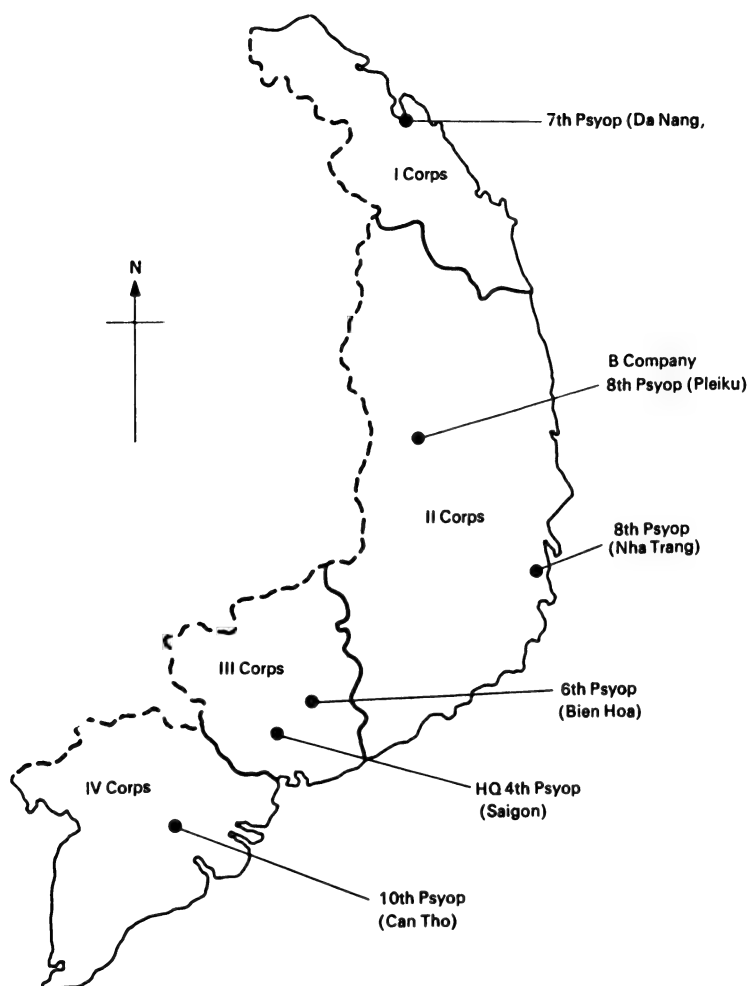 7th Psyop (Da Nang,
I Corps
N
B Company
8th Psyop (Pleiku)
II Corps
8th Psyop
(Nha Trang)
III Corps
6th Psyop
(Bien Hoa)
HQ 4th Psyop
(Saigon)
IV Corps
10th Psyop
(Can Tho)